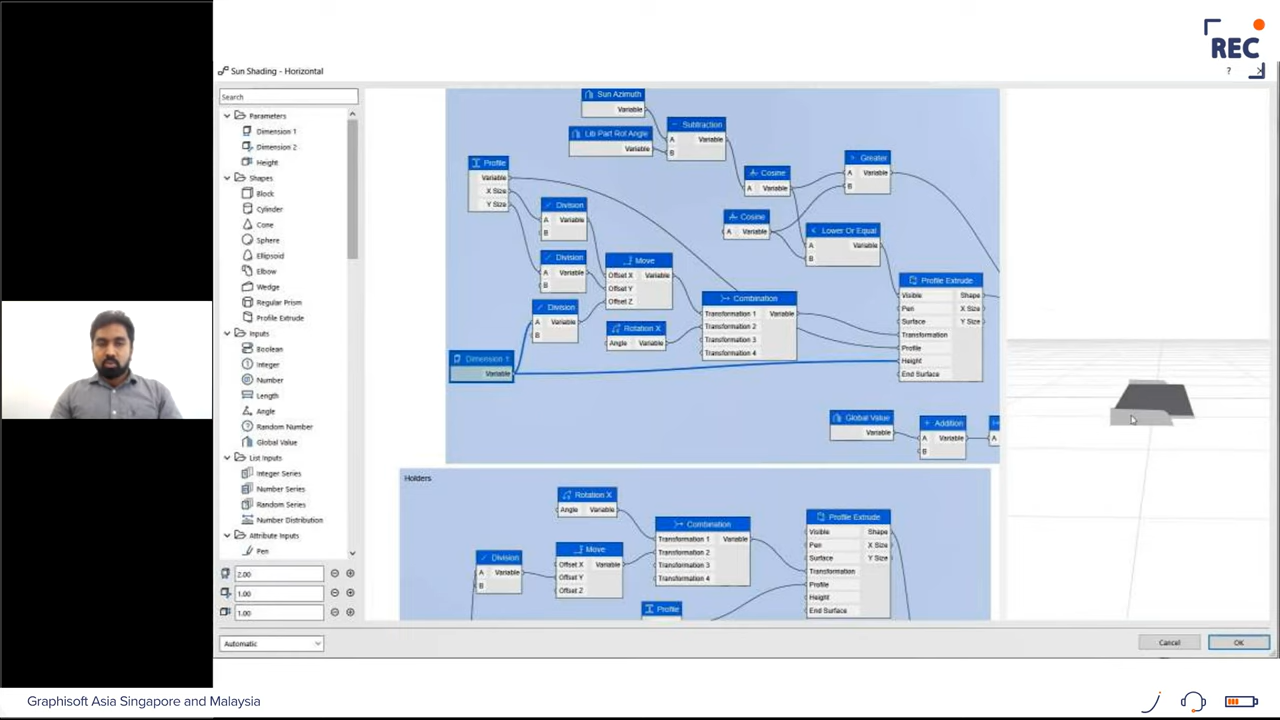 REC
Sun Shading - Horizontal
?
Search
Parameters
Dimension 1
Dimension 2
Height
Shapes
Block
Cylinder
Cone
Sphere
Ellipsoid
Elbow
Wedge
Regular Prism
Profile Extrude
Inputs
Boolean
Integer
Number
Length
Angle
Random Number
Global Value
List Inputs
Integer Series
Number Series
Random Series
Number Distribution
Attribute Inputs
Pen
2.00
1.00
1.00
Automatic
Sun Azimuth
Variable
Lib Part Rot Angle
Variable
Subtraction
A Variable
B
Profile
Variable
X Size
Y Size
Division
A Variable
B
Division
A Variable
B
Division
A Variable
B
Dimension 1
Variable
Move
Offset X Variable
Offset Y
Offset Z
Rotation X
Angle Variable
Cosine
A Variable
Cosine
A Variable
Greater
A Variable
B
Lower Or Equal
A Variable
B
Combination
Transformation 1 Variable
Transformation 2
Transformation 3
Transformation 4
Profile Extrude
Visible Shape
Pen X Size
Surface Y Size
Transformation
Profile
Height
End Surface
Global Value
Variable
Addition
A Variable
B
A
Holders
Rotation X
Angle Variable
Division
A Variable
B
Move
Offset X Variable
Offset Y
Offset Z
Combination
Transformation 1 Variable
Transformation 2
Transformation 3
Transformation 4
Profile
Profile Extrude
Visible Shape
Pen X Size
Surface Y Size
Transformation
Profile
Height
End Surface
Cancel
OK
Graphisoft Asia Singapore and Malaysia